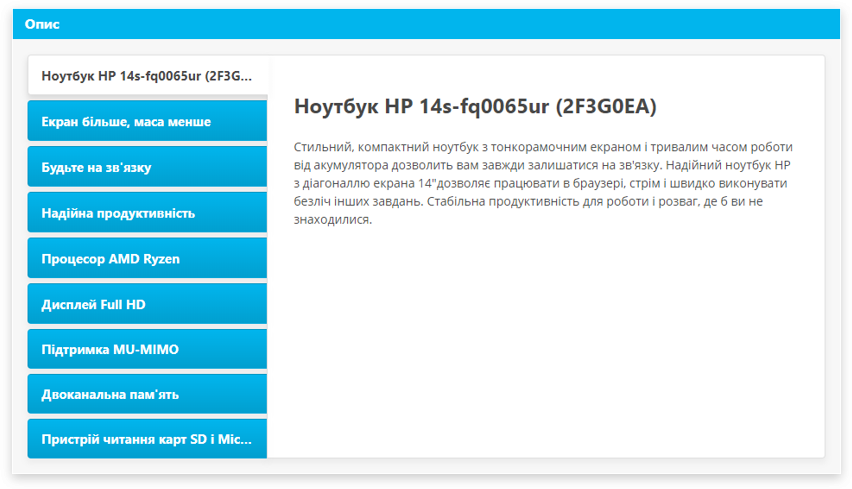 Опис
Ноутбук HP 14s-fq0065ur (2F3G...
Екран більше, маса менше
Будьте на зв'язку
Надійна продуктивність
Процесор AMD Ryzen
Дисплей Full HD
Підтримка MU-MIMO
Двоканальна пам'ять
Пристрій читання карт SD і Mic...
Ноутбук HP 14s-fq0065ur (2F3G0EA)
Стильний, компактний ноутбук з тонкорамочним екраном і тривалим часом роботи
від акумулятора дозволить вам завжди залишатися на зв'язку. Надійний ноутбук HP
з діагоналлю екрана 14"дозволяє працювати в браузері, стрім і швидко виконувати
безліч інших завдань. Стабільна продуктивність для роботи і розваг, де б ви не
знаходилися.